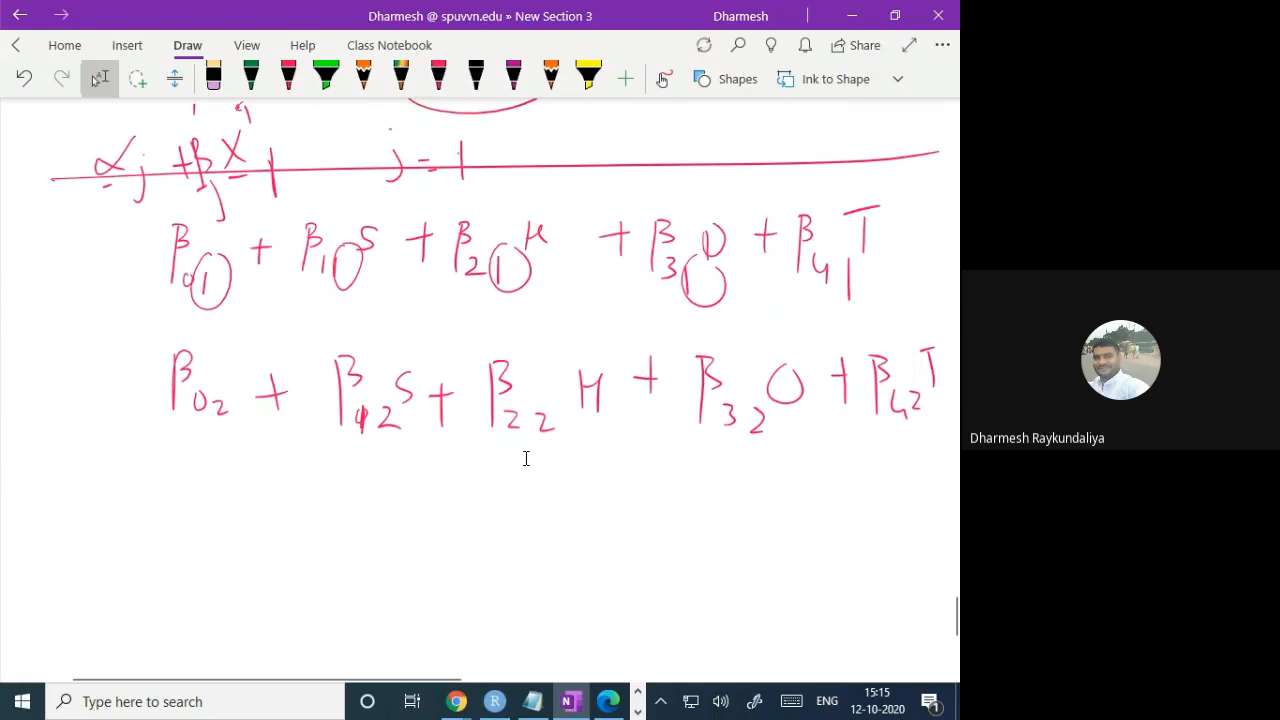 Dharmesh @ spuvvn.edu » New Section 3
Dharmesh
Home Insert Draw View Help Class Notebook
Share
Shapes
Ink to Shape
αj + βj X j = 1
β01 + β11 S + β21 H + β31 O + β41 T
β02 + β12 S + β22 H + β32 O + β42 T
Dharmesh Raykundaliya
Type here to search
ENG
15:15
12-10-2020
1